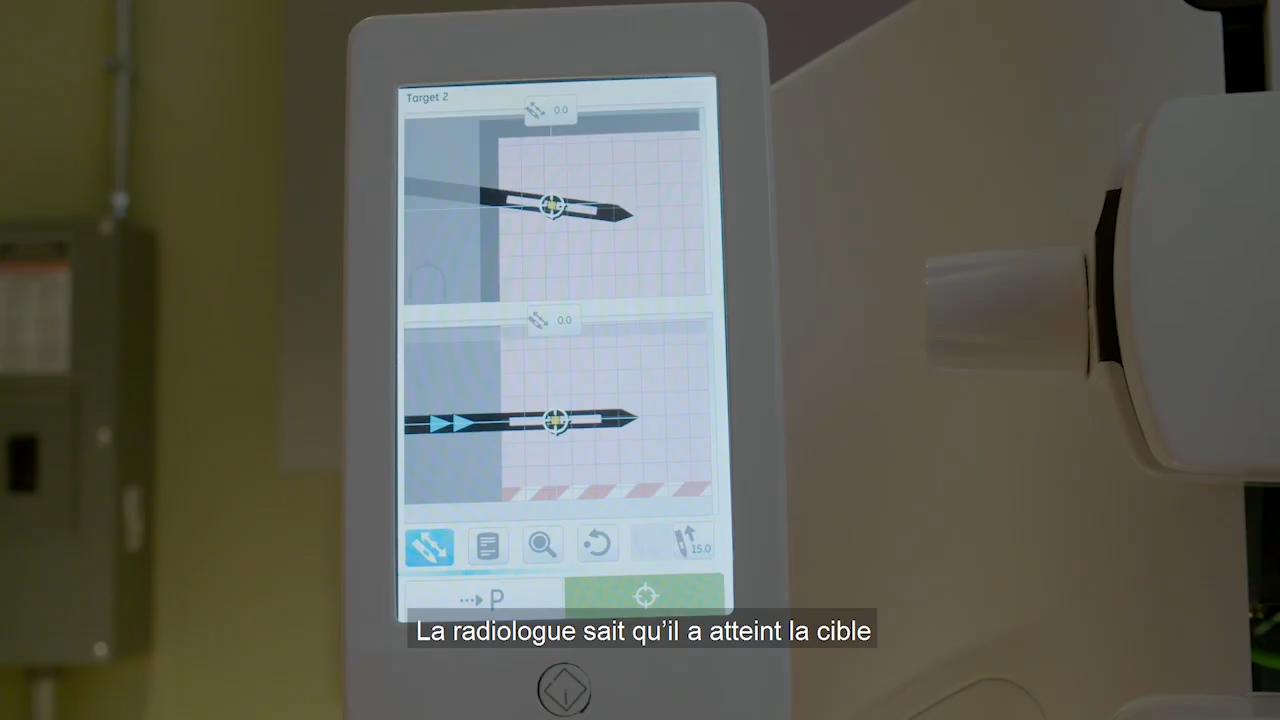 Target 2
0.0
0.0
15.0
P
La radiologue sait qu’il a atteint la cible